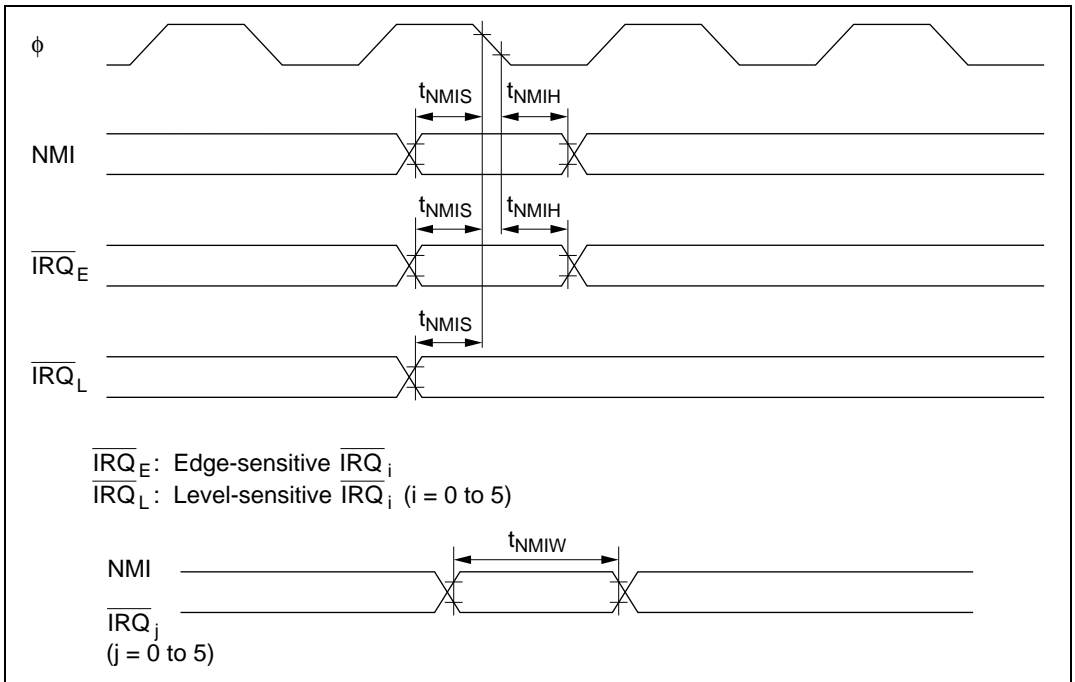 ϕ
tNMIS tNMIH
NMI
tNMIS tNMIH
IRQE
tNMIS
IRQL
IRQE: Edge-sensitive IRQi
IRQL: Level-sensitive IRQi (i = 0 to 5)
tNMIW
NMI
IRQj
(j = 0 to 5)